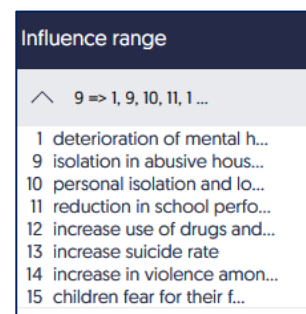 Influence range
9 => 1, 9, 10, 11, 1 ...
1 deterioration of mental h...
9 isolation in abusive hous...
10 personal isolation and lo...
11 reduction in school perfo...
12 increase use of drugs and...
13 increase suicide rate
14 increase in violence amon...
15 children fear for their f...